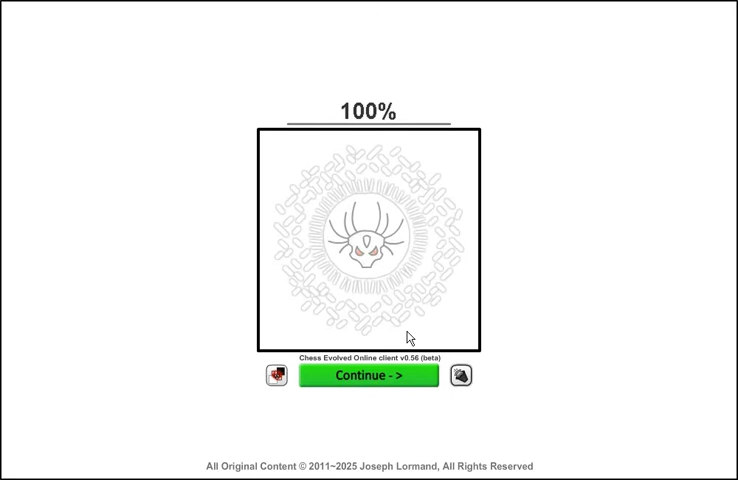 100%
Chess Evolved Online client v0.56 (beta)
Continue - >
All Original Content © 2011~2025 Joseph Lormand, All Rights Reserved